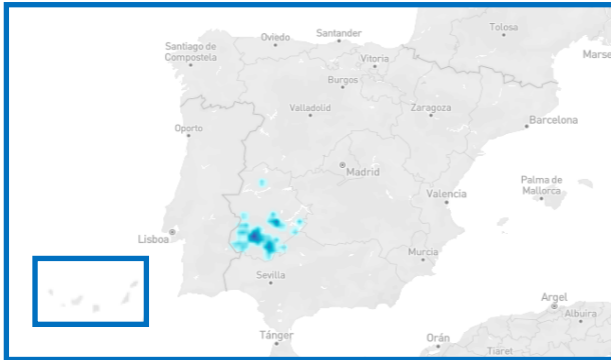 Tolosa
Oviedo
Santander
Santiago de
Compostela
Marse
Vitoria
Burgos
Valladolid
Zaragoza
Barcelona
Oporto
Madrid
Palma de
Mallorca
Valencia
Lisboa
Murcia
Sevilla
Argel
Albuira
Tánger
Orán
Tiaret